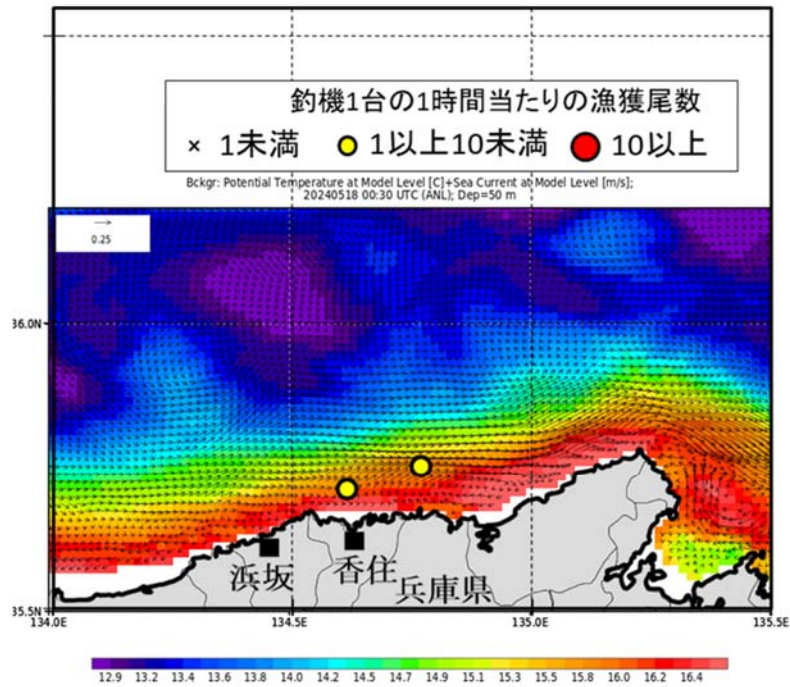 釣機1台の1時間当たりの漁獲尾数
× 1未満 1以上10未満 10以上
Bckgr: Potential Temperature at Model Level [C]+Sea Current at Model Level [m/s];
20240518 00:30 UTC (ANL); Dep=50 m
0.25
36.0N
浜坂 香住 兵庫県
35.5N
134.0E 134.5E 135.0E 135.5E
12.9 13.2 13.4 13.6 13.8 14.0 14.2 14.5 14.7 14.9 15.1 15.3 15.5 15.8 16.0 16.2 16.4